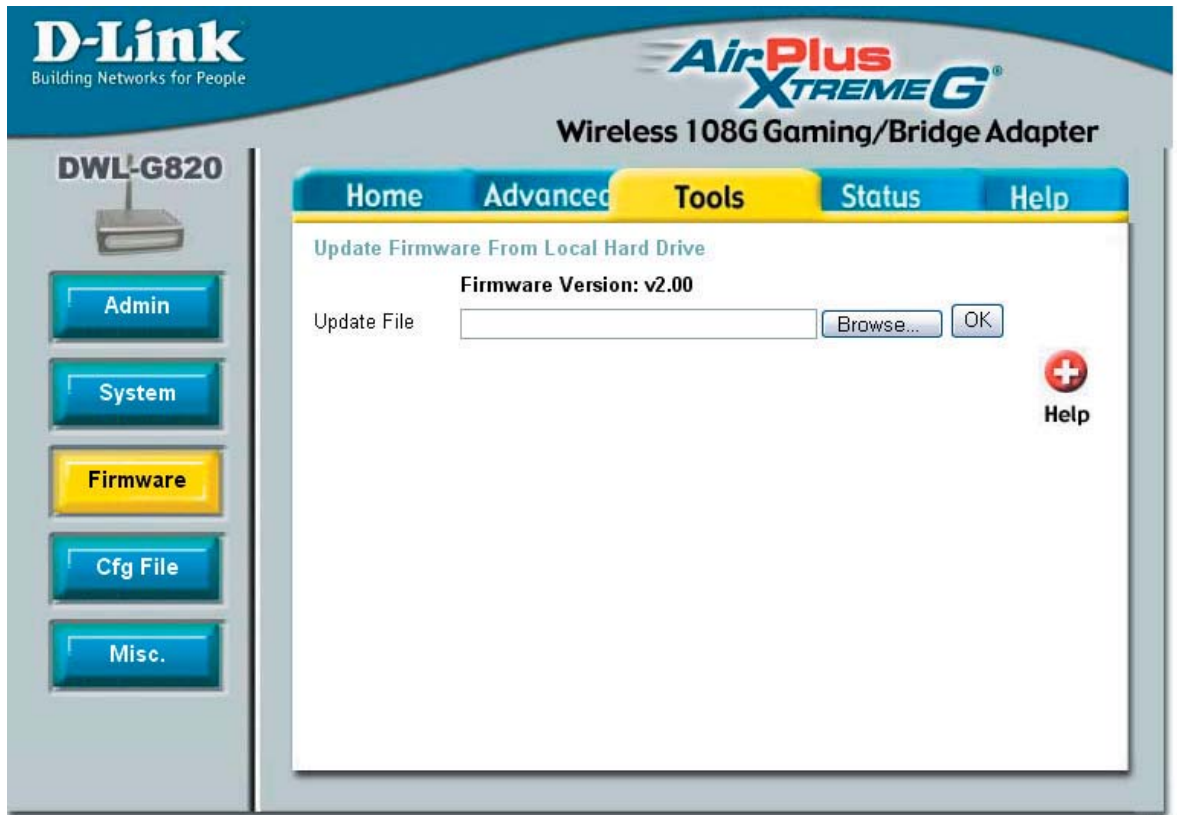 D-Link
Building Networks for People
AirPlus
XTREME G®
Wireless 108G Gaming/Bridge Adapter
DWL-G820
Home Advanced Tools Status Help
Update Firmware From Local Hard Drive
Firmware Version: v2.00
Update File Browse... OK
Help
Admin
System
Firmware
Cfg File
Misc.